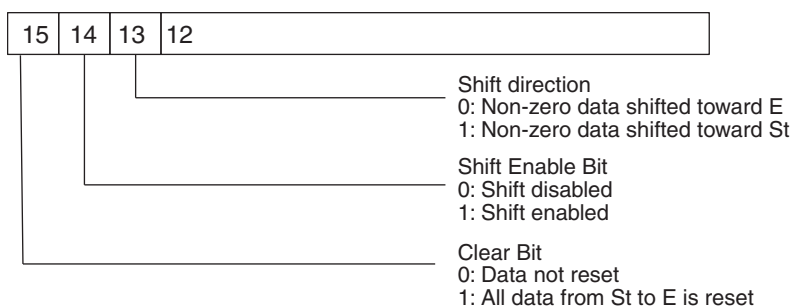 15 14 13 12
Shift direction
0: Non-zero data shifted toward E
1: Non-zero data shifted toward St
Shift Enable Bit
0: Shift disabled
1: Shift enabled
Clear Bit
0: Data not reset
1: All data from St to E is reset